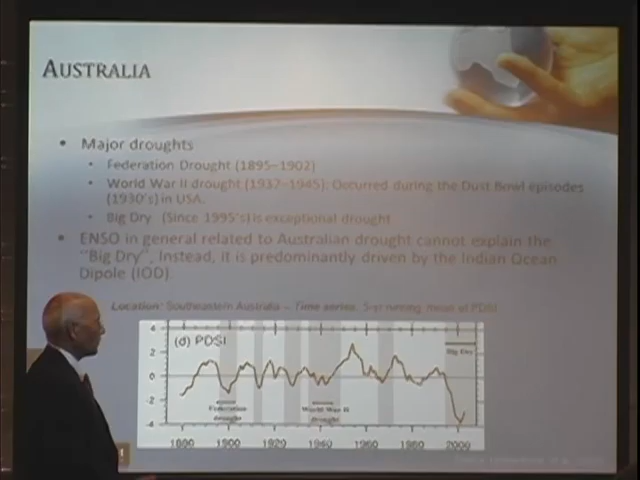 AUSTRALIA
• Major droughts
• Federation Drought (1895–1902)
• World War II drought (1937–1945): Occurred during the Dust Bowl episodes
(1930's) in USA.
• Big Dry (Since 1995's) is exceptional drought
• ENSO in general related to Australian drought cannot explain the
"Big Dry", Instead, it is predominantly driven by the Indian Ocean
Dipole (IOD).
Location: Southeastern Australia – Time series: 5-yr running mean of PDSI
(d) PDSI
Big Dry
4
2
0
-2
-4
Federation
drought
World War II
drought
1880 1900 1920 1940 1960 1980 2000